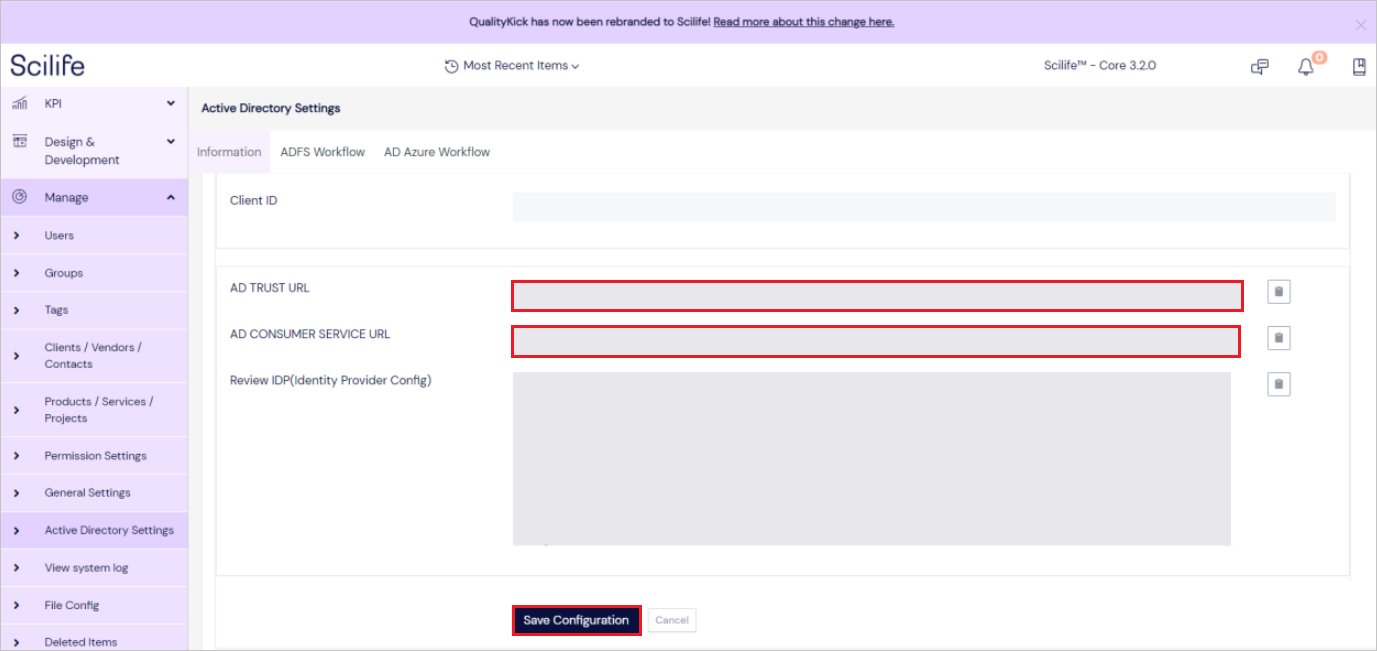 QualityKick has now been rebranded to Scilife! Read more about this change here.
Scilife
Most Recent Items
Scilife™ - Core 3.2.0
0
KPI
Design &
Development
Manage
Users
Groups
Tags
Clients / Vendors /
Contacts
Products / Services /
Projects
Permission Settings
General Settings
Active Directory Settings
View system log
File Config
Deleted Items
Active Directory Settings
Information
ADFS Workflow
AD Azure Workflow
Client ID
AD TRUST URL
AD CONSUMER SERVICE URL
Review IDP(Identity Provider Config)
Save Configuration
Cancel